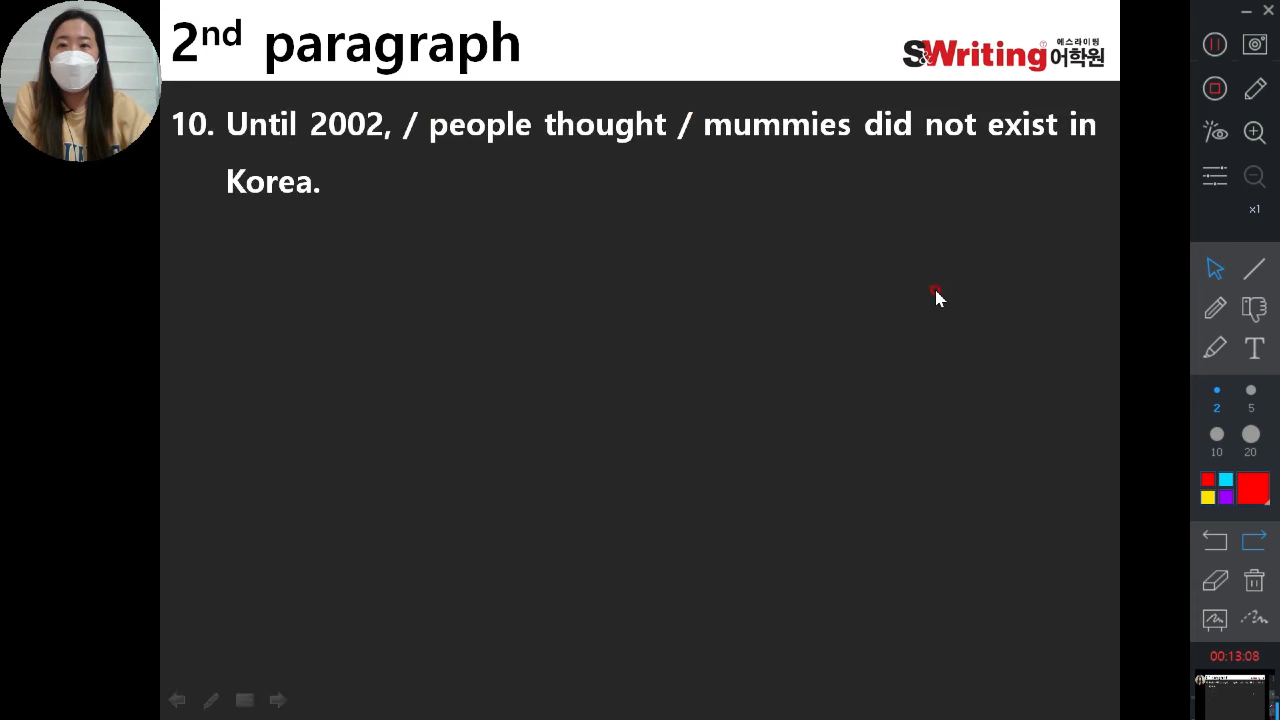 2nd paragraph
S&Writing 어학원
에스라이팅
10. Until 2002, / people thought / mummies did not exist in
Korea.
x1
T
2 5
10 20
00:13:08